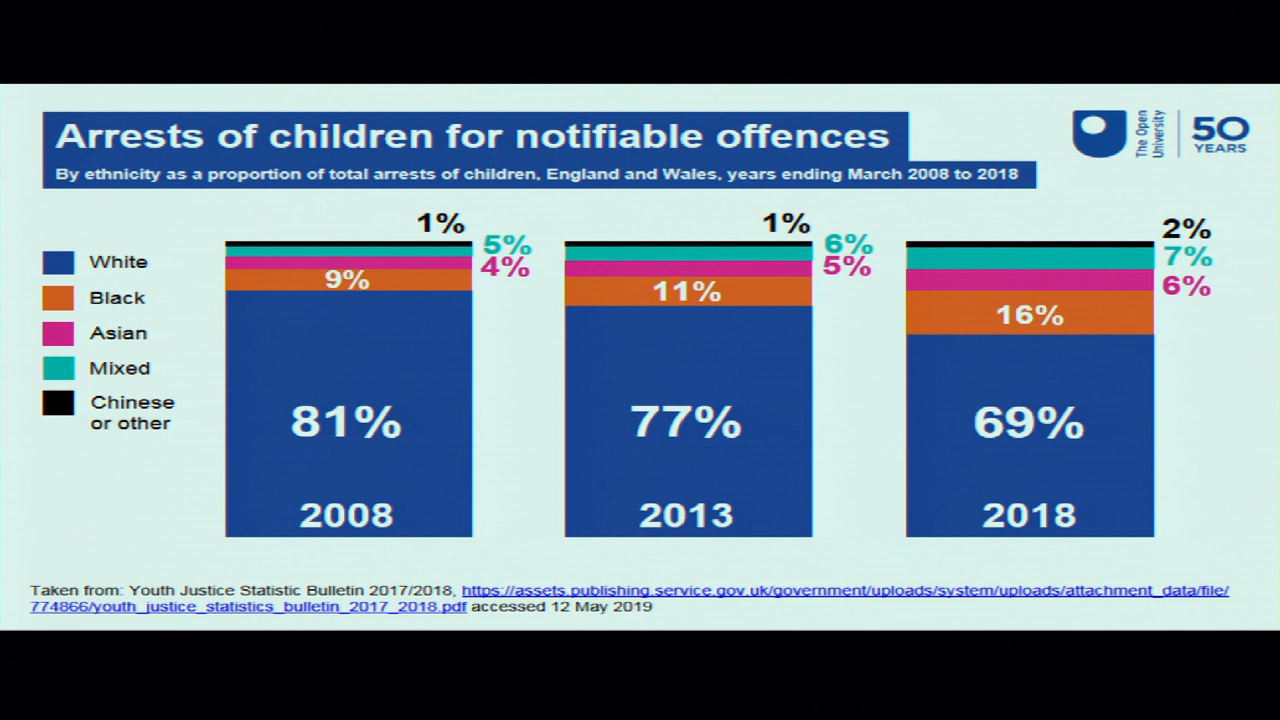 Arrests of children for notifiable offences
By ethnicity as a proportion of total arrests of children, England and Wales, years ending March 2008 to 2018
The Open
University
50
YEARS
White
Black
Asian
Mixed
Chinese
or other
1%
5%
4%
9%
81%
2008
1%
6%
5%
11%
77%
2013
2%
7%
6%
16%
69%
2018
Taken from: Youth Justice Statistic Bulletin 2017/2018, https://assets.publishing.service.gov.uk/government/uploads/system/uploads/attachment_data/file/
774866/youth_justice_statistics_bulletin_2017_2018.pdf accessed 12 May 2019